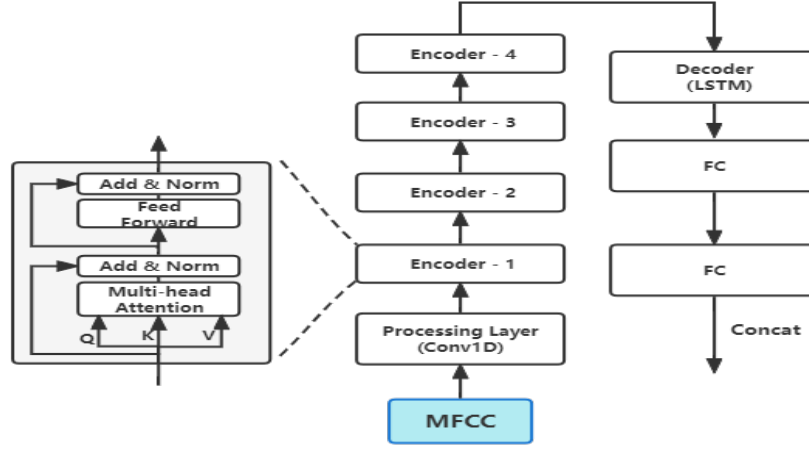 Encoder - 4
Encoder - 3
Encoder - 2
Encoder - 1
Processing Layer
(Conv1D)
MFCC
Add & Norm
Feed
Forward
Add & Norm
Multi-head
Attention
Q
K
V
Decoder
(LSTM)
FC
FC
Concat